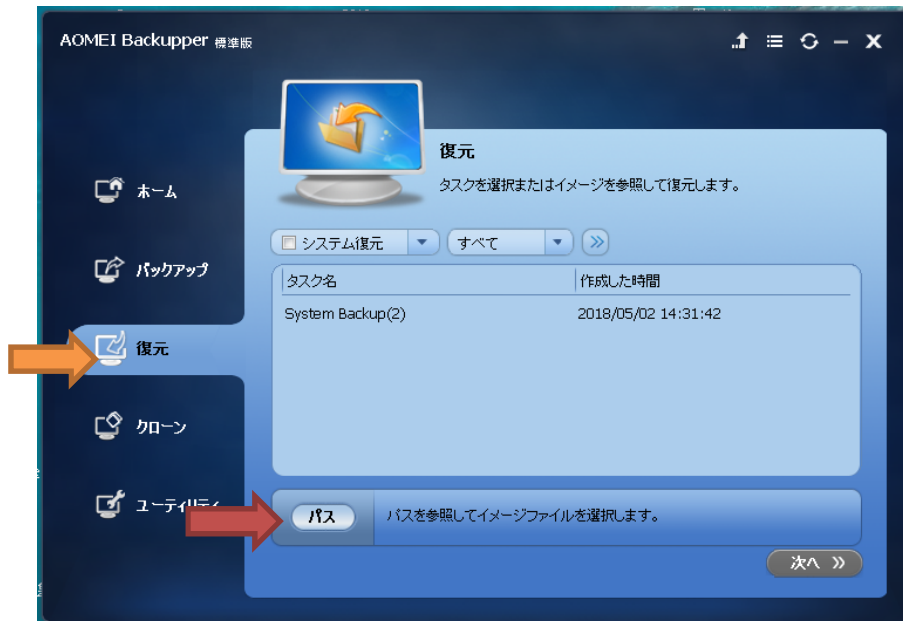 AOMEI Backupper 標準版
復元
タスクを選択またはイメージを参照して復元します。
ホーム
バックアップ
復元
クローン
ユーティリティ
システム復元 すべて
タスク名 作成した時間
System Backup(2) 2018/05/02 14:31:42
パス パスを参照してイメージファイルを選択します。
次へ